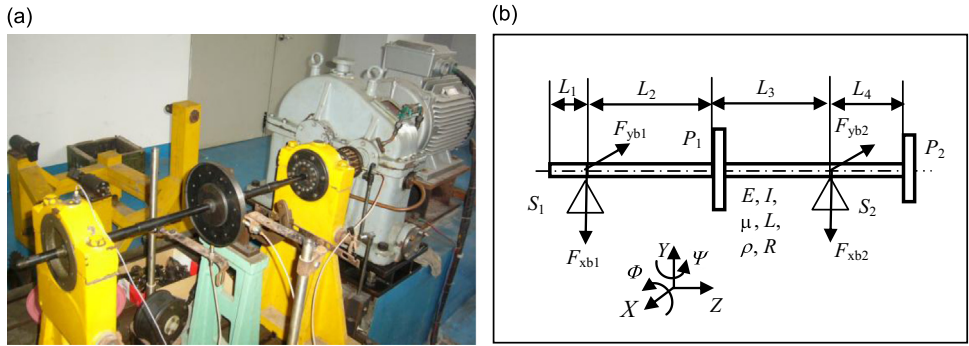 (a)
(b)
L1 L2 L3 L4
Fyb1 P1 Fyb2 P2
S1 E, I, S2
μ, L,
Fxb1 ρ, R Fxb2
Y Ψ
Φ
X Z